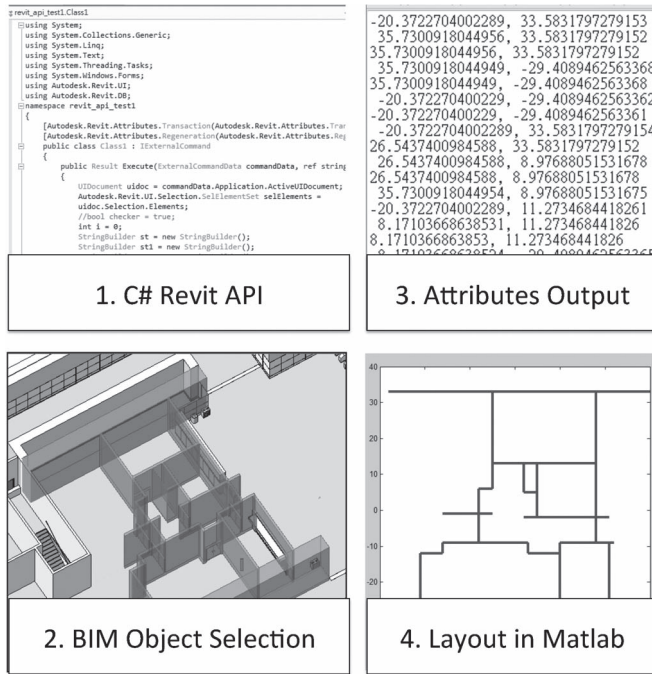 revit_api_test1.Class1
using System;
using System.Collections.Generic;
using System.Linq;
using System.Text;
using System.Threading.Tasks;
using System.Windows.Forms;
using Autodesk.Revit.UI;
using Autodesk.Revit.DB;
namespace revit_api_test1
{
[Autodesk.Revit.Attributes.Transaction(Autodesk.Revit.Attributes.Tran
[Autodesk.Revit.Attributes.Regeneration(Autodesk.Revit.Attributes.Reg
public class Class1 : IExternalCommand
{
public Result Execute(ExternalCommandData commandData, ref string
{
UIDocument uidoc = commandData.Application.ActiveUIDocument;
Autodesk.Revit.UI.Selection.SelElementSet selElements =
uidoc.Selection.Elements;
//bool checker = true;
int i = 0;
StringBuilder st = new StringBuilder();
StringBuilder st1 = new StringBuilder();
1. C# Revit API
-20.3722704002289, 33.5831797279153
35.7300918044956, 33.5831797279152
35.7300918044956, 33.5831797279152
35.7300918044949, -29.4089462563368
35.7300918044949, -29.4089462563368
-20.372270400229, -29.4089462563362
-20.372270400229, -29.4089462563361
-20.3722704002289, 33.5831797279154
26.5437400984588, 33.5831797279152
26.5437400984588, 8.97688051531678
26.5437400984588, 8.97688051531678
35.7300918044954, 8.97688051531675
-20.3722704002289, 11.2734684418261
8.17103668638531, 11.273468441826
8.1710366863853, 11.273468441826
3. Attributes Output
2. BIM Object Selection
40
30
20
10
0
-10
-20
4. Layout in Matlab